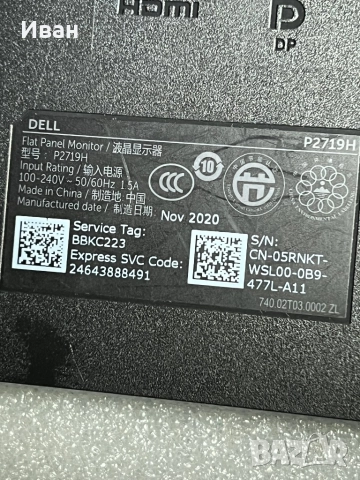 Иван
HDMI
DP
DELL P2719H
Flat Panel Monitor / 液晶显示器
型号: P2719H
Input Rating / 输入电源
100-240V ~ 50/60Hz 1.5A
Made in China / 制造地: 中国
Manufactured date / 制造日期:
Nov 2020
10
Service Tag:
BBKC223
Express SVC Code:
24643888491
S/N:
CN-05RNKT-
WSL00-0B9-
477L-A11
740.02T03.0002 ZL
bazar